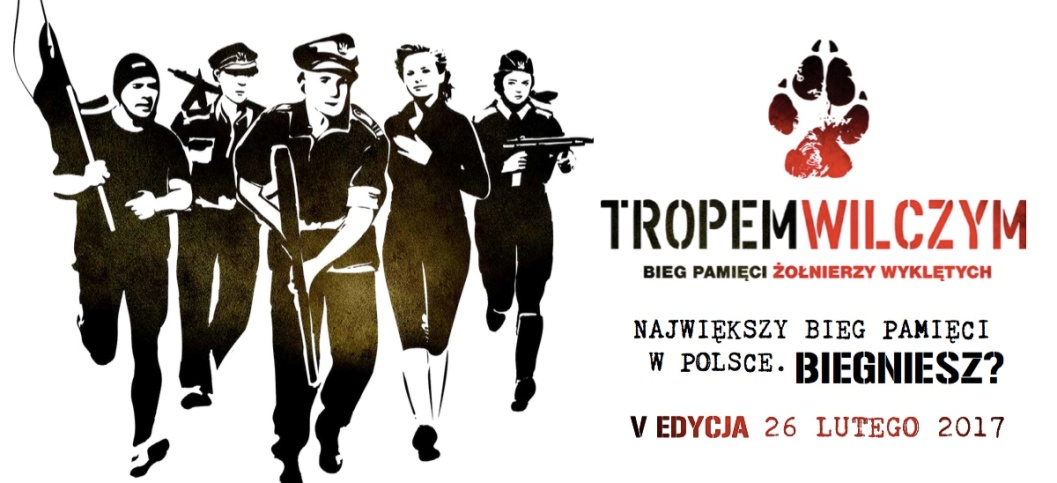 TROPEMWILCZYM
BIEG PAMIĘCI ŻOŁNIERZY WYKLĘTYCH
NAJWIĘKSZY BIEG PAMIĘCI
W POLSCE. BIEGNIESZ?
V EDYCJA 26 LUTEGO 2017